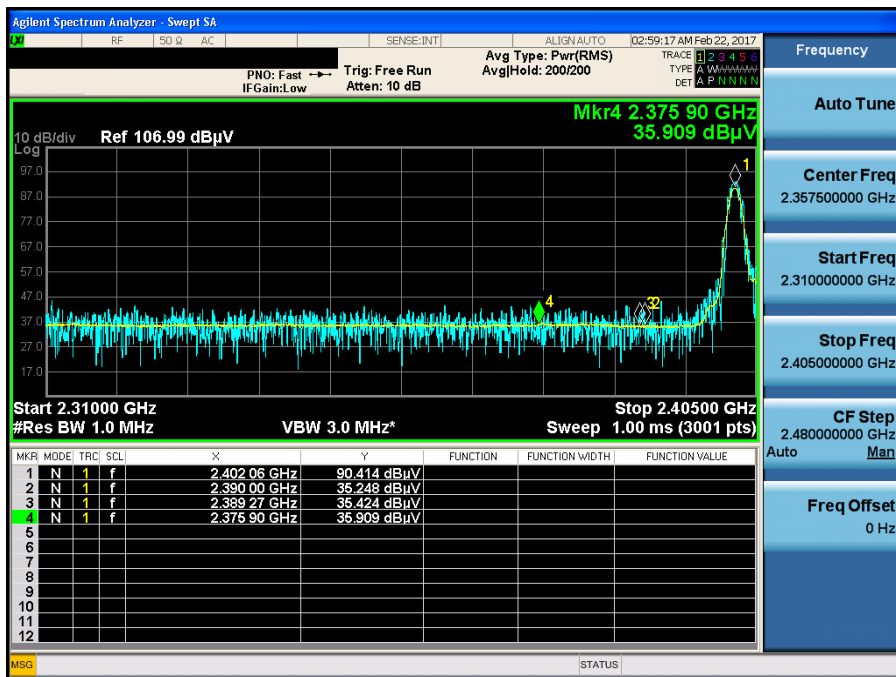 Agilent Spectrum Analyzer - Swept SA
LXI RF 50 Ω AC SENSE:INT ALIGN AUTO 02:59:17 AM Feb 22, 2017
PNO: Fast Trig: Free Run Avg Type: Pwr(RMS) TRACE 1 2 3 4 5 6
IFGain:Low Atten: 10 dB Avg|Hold: 200/200 TYPE A WWWWW
DET A P N N N N
Mkr4 2.375 90 GHz
35.909 dBµV
10 dB/div Ref 106.99 dBµV
Log
97.0
87.0
77.0
67.0
57.0
47.0
37.0
27.0
17.0
1
4
3 2
Start 2.31000 GHz Stop 2.40500 GHz
#Res BW 1.0 MHz VBW 3.0 MHz* Sweep 1.00 ms (3001 pts)
MKR MODE TRC SCL X Y FUNCTION FUNCTION WIDTH FUNCTION VALUE
1 N 1 f 2.402 06 GHz 90.414 dBµV
2 N 1 f 2.390 00 GHz 35.248 dBµV
3 N 1 f 2.389 27 GHz 35.424 dBµV
4 N 1 f 2.375 90 GHz 35.909 dBµV
5
6
7
8
9
10
11
12
MSG STATUS
Frequency
Auto Tune
Center Freq
2.357500000 GHz
Start Freq
2.310000000 GHz
Stop Freq
2.405000000 GHz
CF Step
2.480000000 GHz
Auto Man
Freq Offset
0 Hz